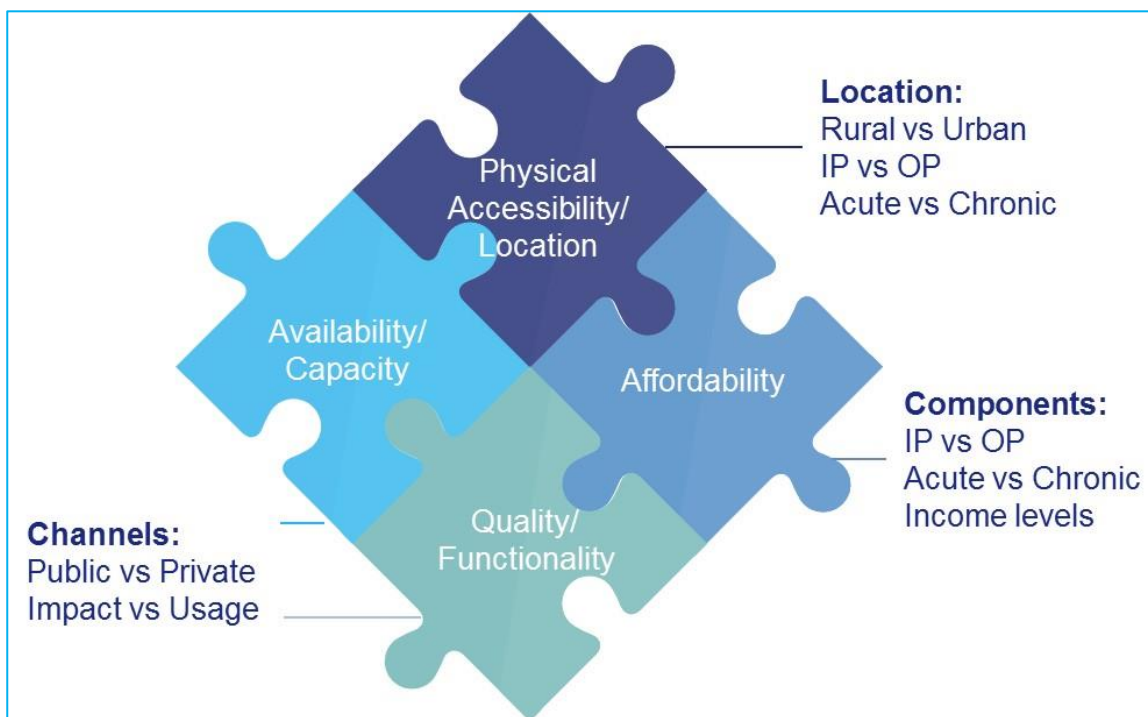 Physical
Accessibility/
Location
Location:
Rural vs Urban
IP vs OP
Acute vs Chronic
Availability/
Capacity
Affordability
Components:
IP vs OP
Acute vs Chronic
Income levels
Quality/
Functionality
Channels:
Public vs Private
Impact vs Usage